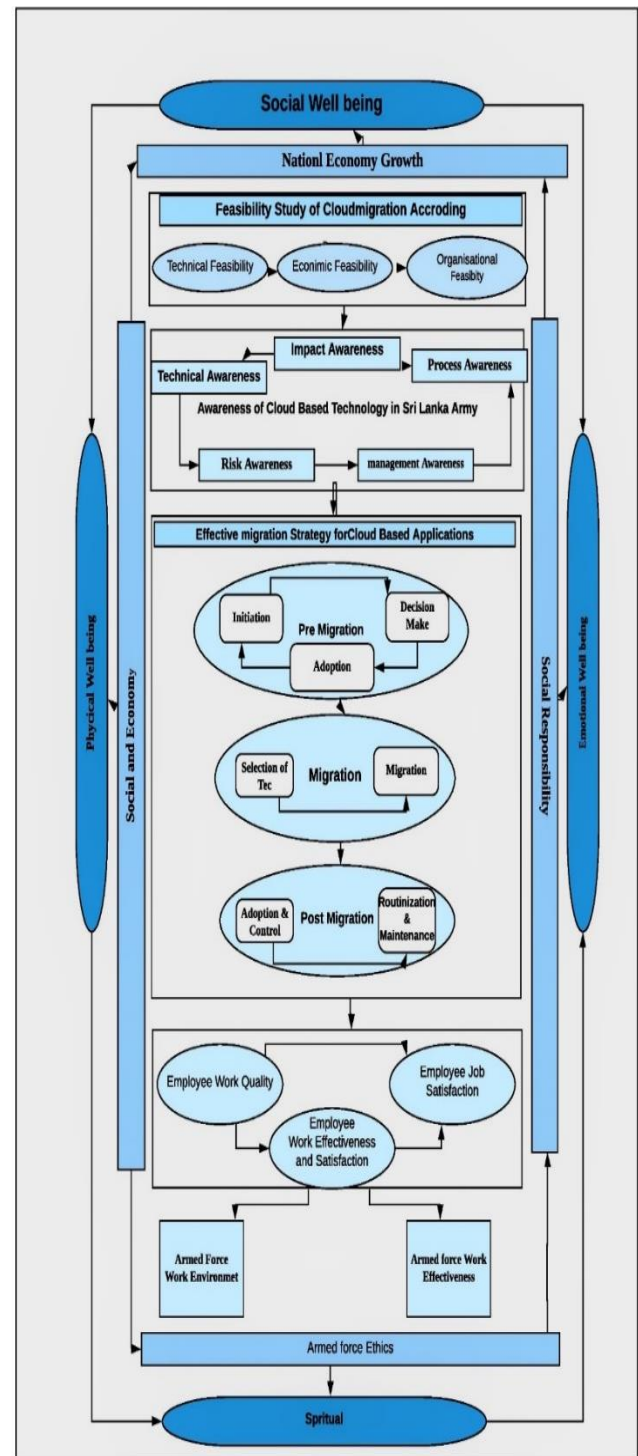 Social Well being
Nationl Economy Growth
Feasibility Study of Cloudmigration Accroding
Technical Feasibility
Econimic Feasibility
Organisational
Feasibity
Impact Awareness
Technical Awareness
Process Awareness
Awareness of Cloud Based Technology in Sri Lanka Army
Risk Awareness
management Awareness
Effective migration Strategy forCloud Based Applications
Initiation
Decision
Make
Pre Migration
Adoption
Selection of
Tec
Migration
Migration
Adoption &
Control
Post Migration
Routinization
&
Maintenance
Phycical Well being
Social and Economy
Social Responsibility
Emotional Well being
Employee Work Quality
Employee Job
Satisfaction
Employee
Work Effectiveness
and Satisfaction
Armed Force
Work Environmet
Armed force Work
Effectiveness
Armed force Ethics
Spritual